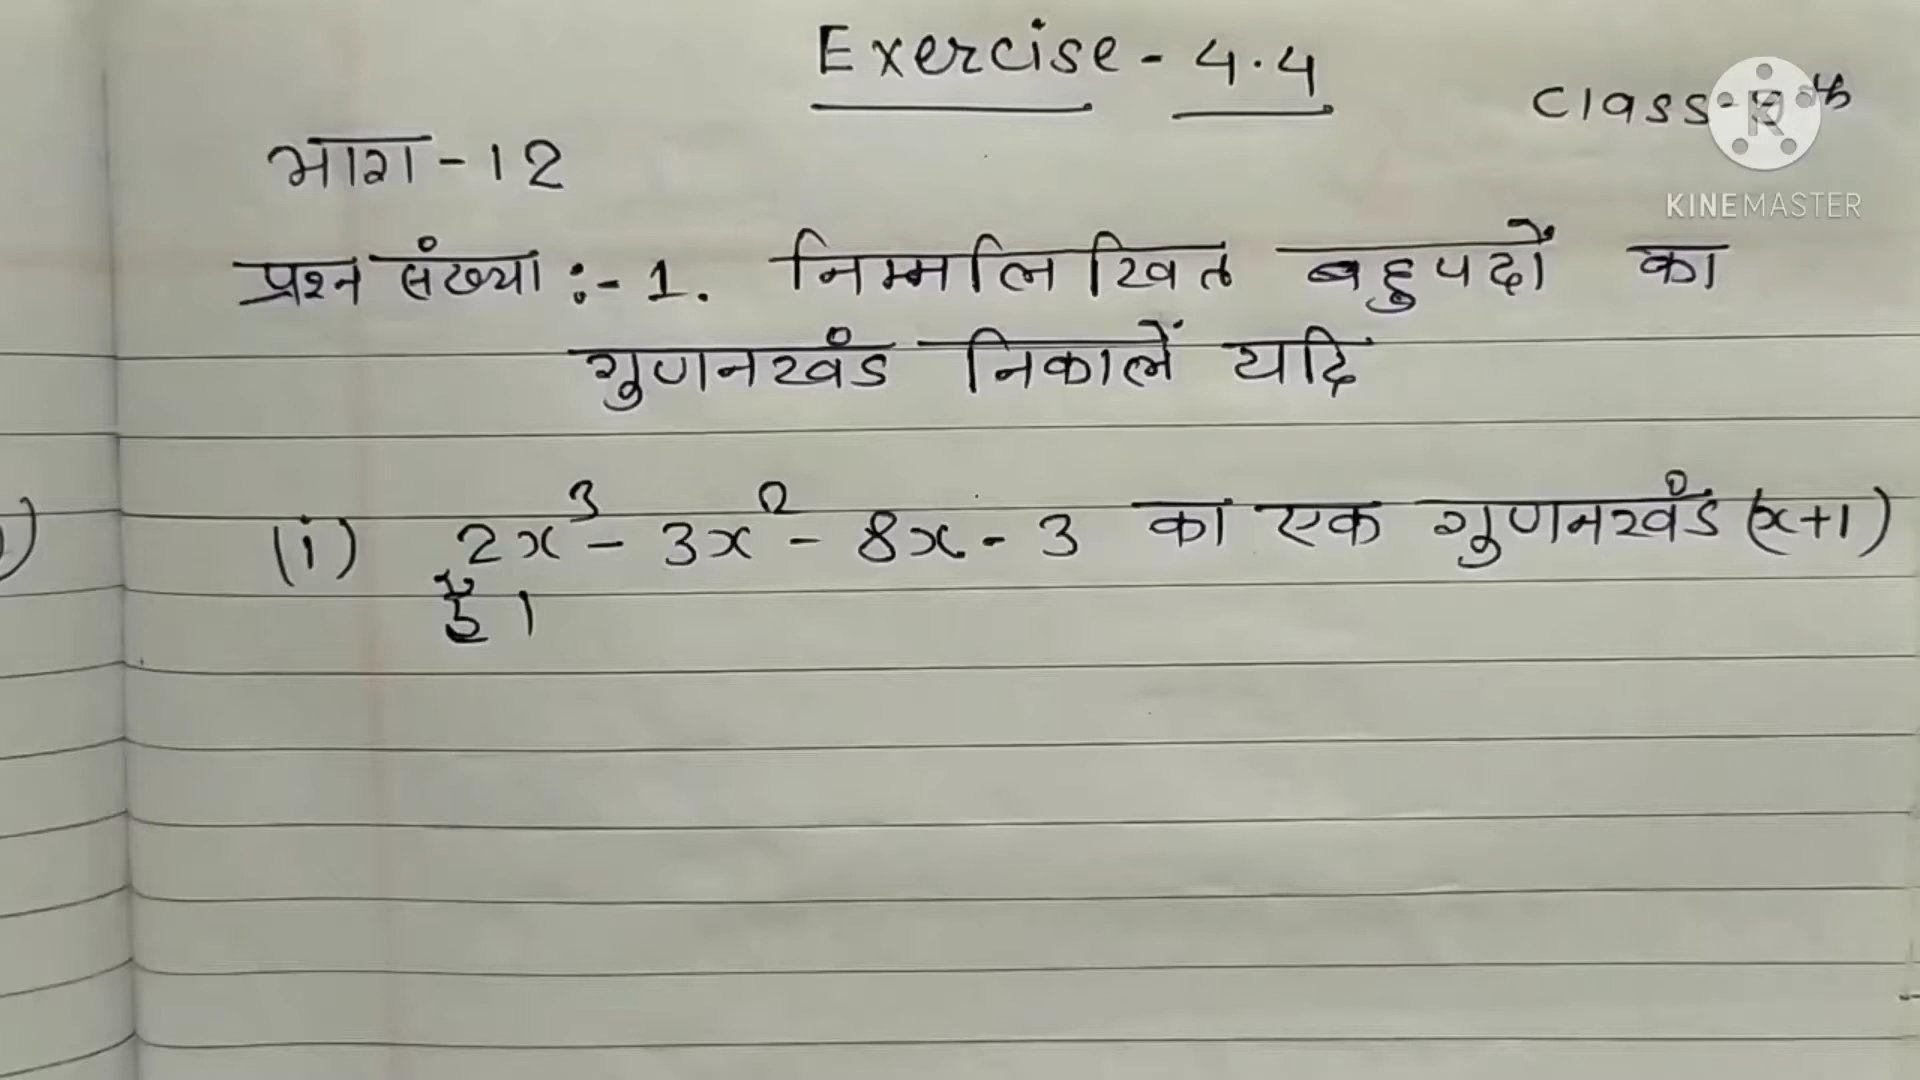 Exercise - 4.4
Class-
KINEMASTER
भाग - 12
प्रश्न संख्या :- 1. निम्नलिखित बहुपदों का
गुणनखंड निकालें यदि
(i) 2x³ - 3x² - 8x - 3 का एक गुणनखंड (x+1)
है।